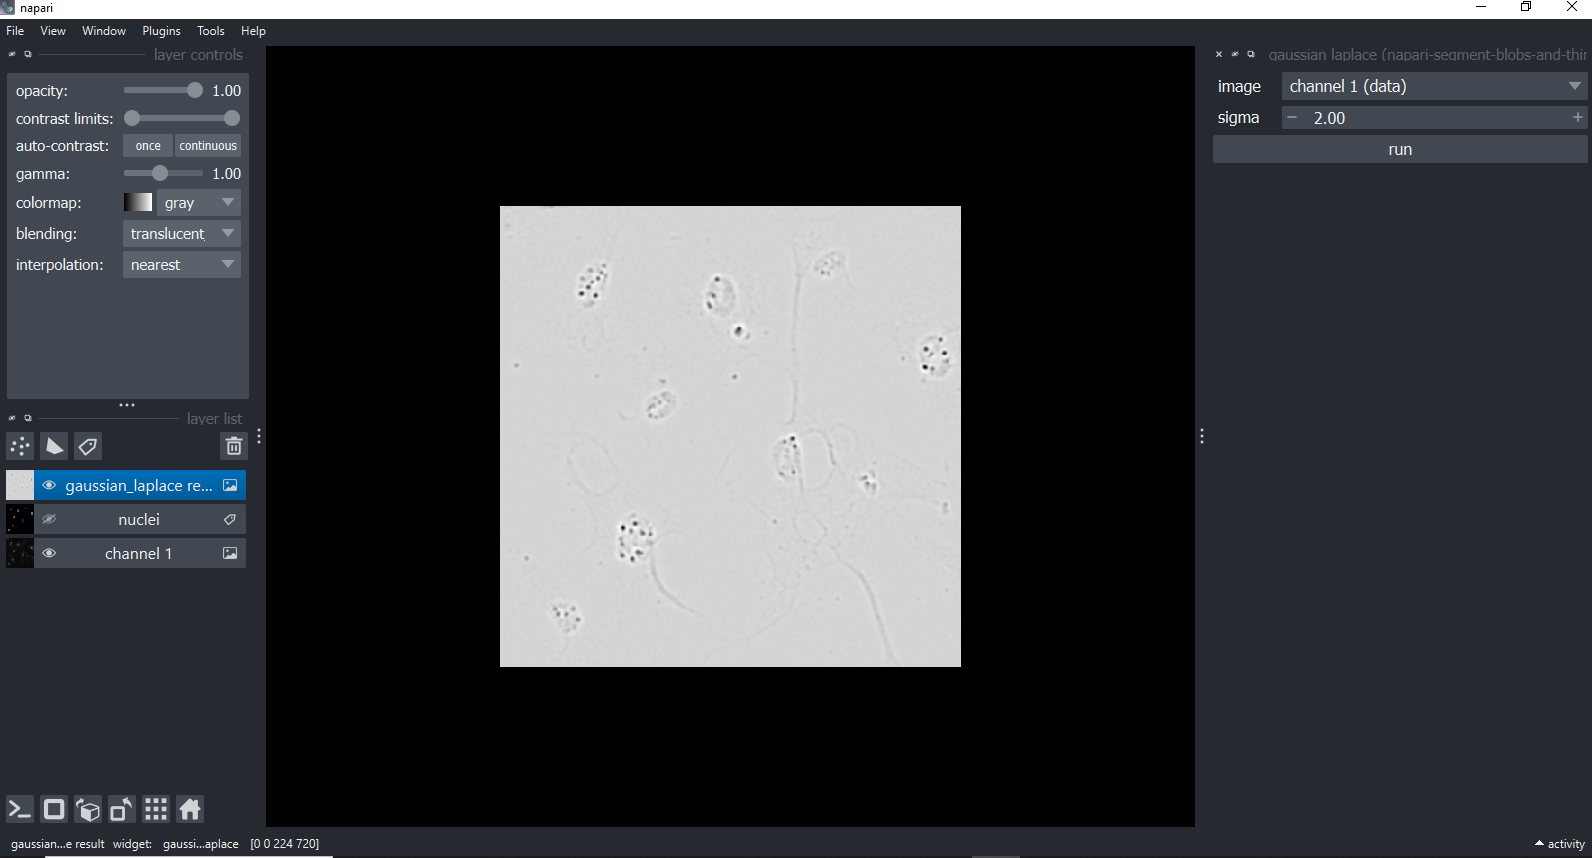 napari
File View Window Plugins Tools Help
layer controls
opacity: 1.00
contrast limits:
auto-contrast: once continuous
gamma: 1.00
colormap: gray
blending: translucent
interpolation: nearest
layer list
gaussian_laplace re...
nuclei
channel 1
gaussian laplace (napari-segment-blobs-and-thin
image channel 1 (data)
sigma − 2.00 +
run
gaussian...e result widget: gaussi...aplace [0 0 224 720]
activity